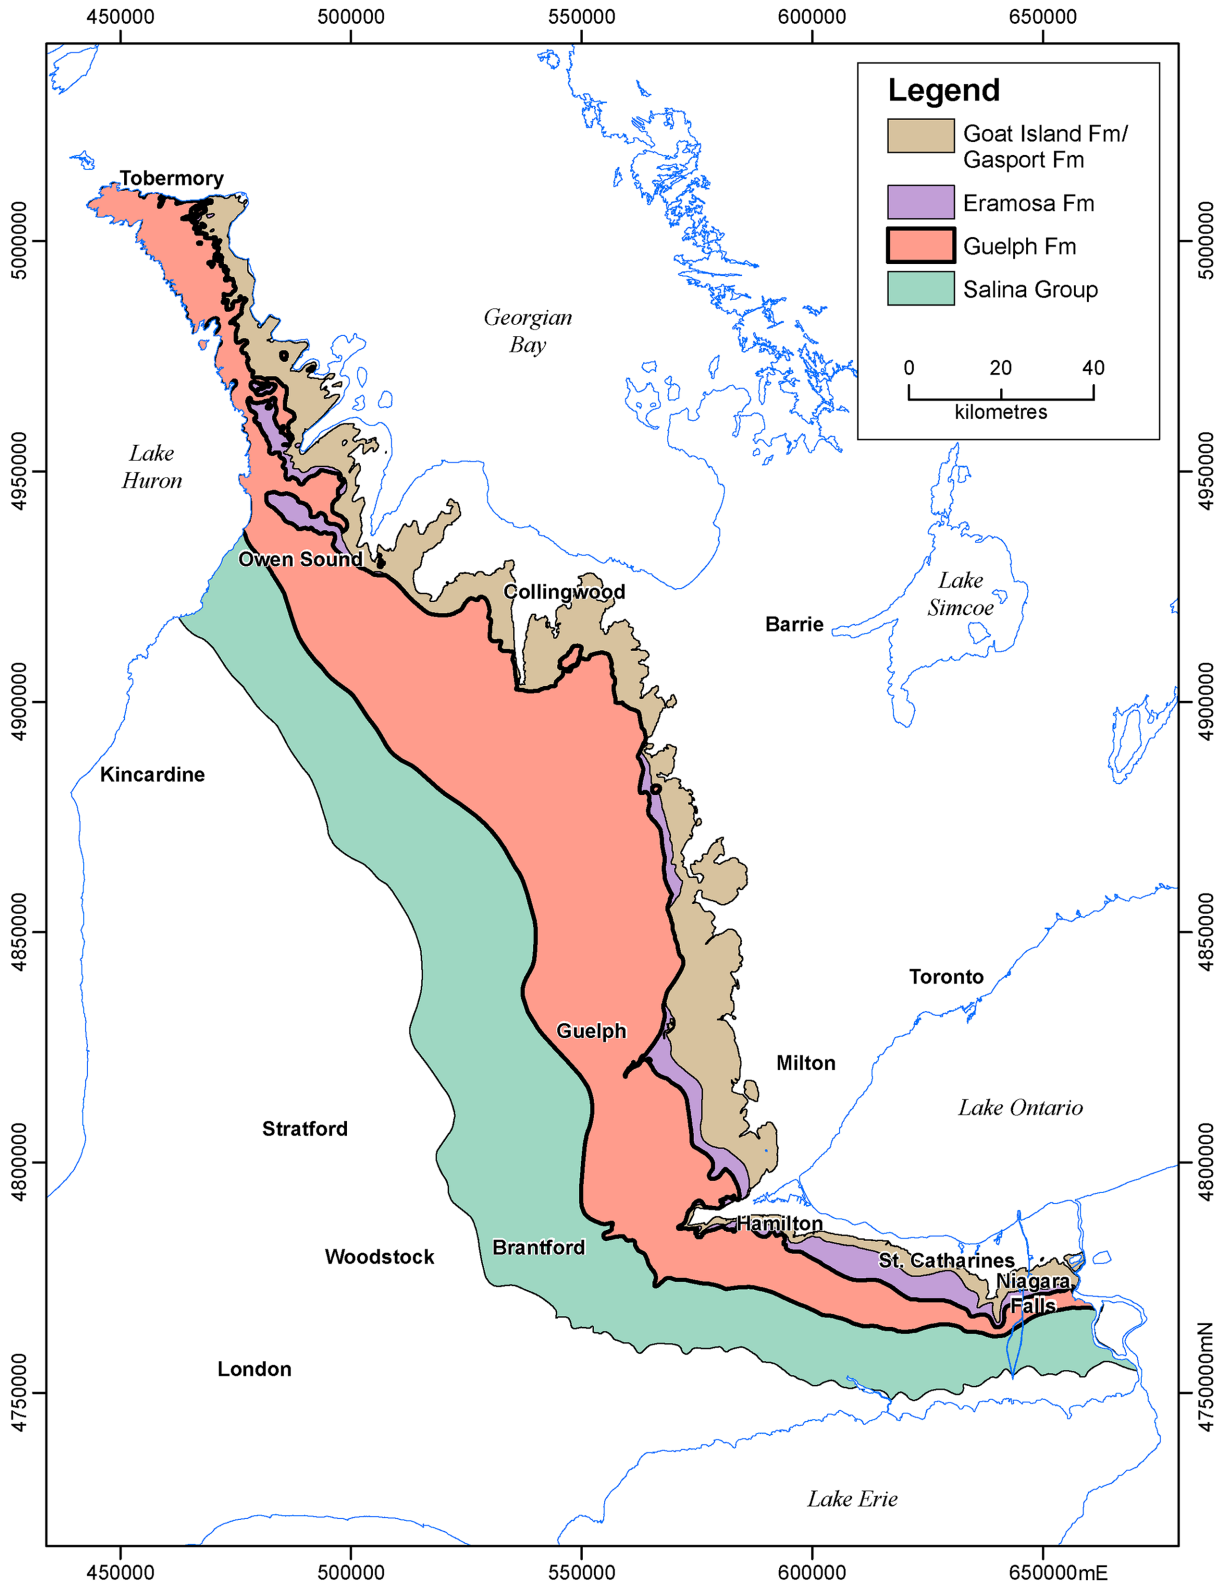 450000 500000 550000 600000 650000
Legend
Goat Island Fm/
Gasport Fm
Eramosa Fm
Guelph Fm
Salina Group
0 20 40
kilometres
Tobermory
5000000 5000000
Georgian
Bay
Lake
Huron
4950000 4950000
Owen Sound
Collingwood
Barrie
Lake
Simcoe
4900000 4900000
Kincardine
4850000 4850000
Toronto
Guelph
Milton
Lake Ontario
Stratford
4800000 4800000
Hamilton
Brantford
Woodstock
St. Catharines
Niagara
Falls
London
4750000 4750000mN
Lake Erie
450000 500000 550000 600000 650000mE